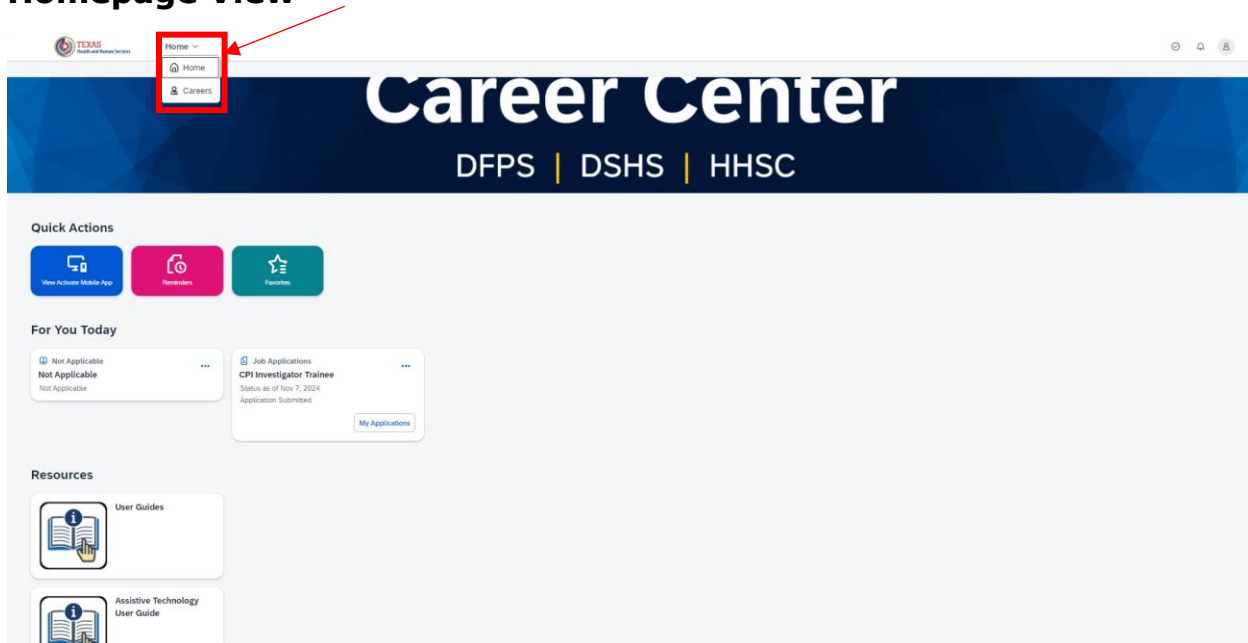 Homepage View
TEXAS
Health and Human Services
Home
Home
Careers
Career Center
DFPS | DSHS | HHSC
Quick Actions
View Activate Mobile App
Reminders
Favorites
For You Today
Not Applicable
Not Applicable
Not Applicable
Job Applications
CPI Investigator Trainee
Status as of Nov 7, 2024
Application Submitted
My Applications
Resources
User Guides
Assistive Technology
User Guide